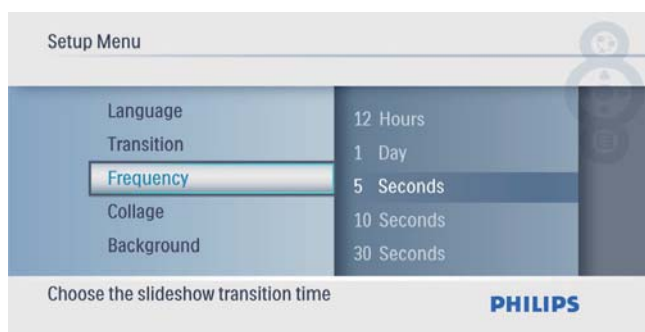 Setup Menu
Language
Transition
Frequency
Collage
Background
12 Hours
1 Day
5 Seconds
10 Seconds
30 Seconds
Choose the slideshow transition time
PHILIPS